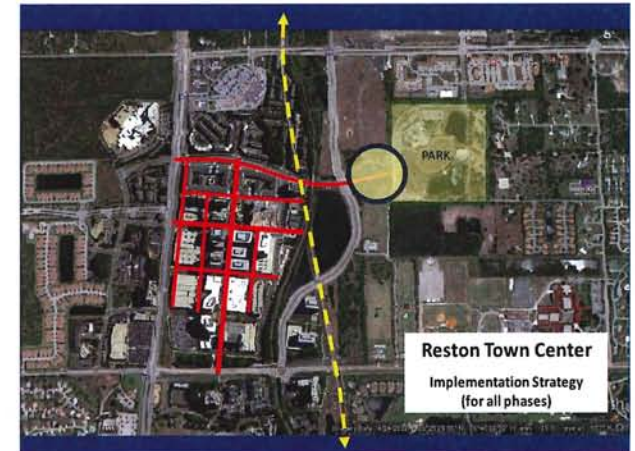 PARK
Reston Town Center
Implementation Strategy
(for all phases)